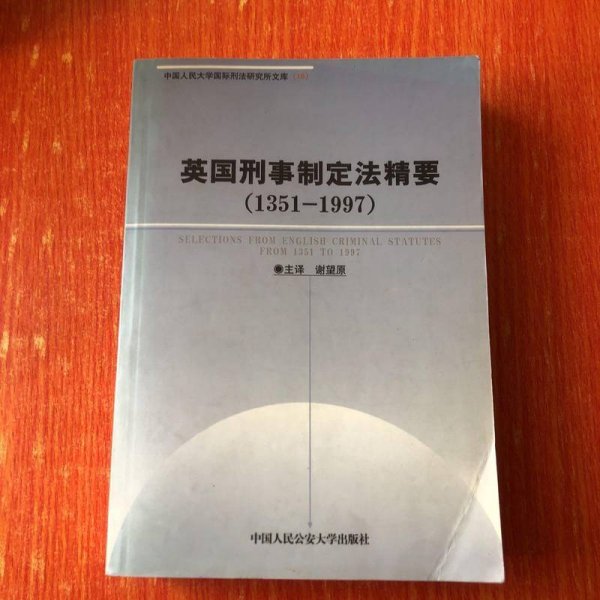 中国人民大学国际刑法研究所文库（10）
英国刑事制定法精要
（1351—1997）
SELECTIONS FROM ENGLISH CRIMINAL STATUTES
FROM 1351 TO 1997
◉主译 谢望原
中国人民公安大学出版社